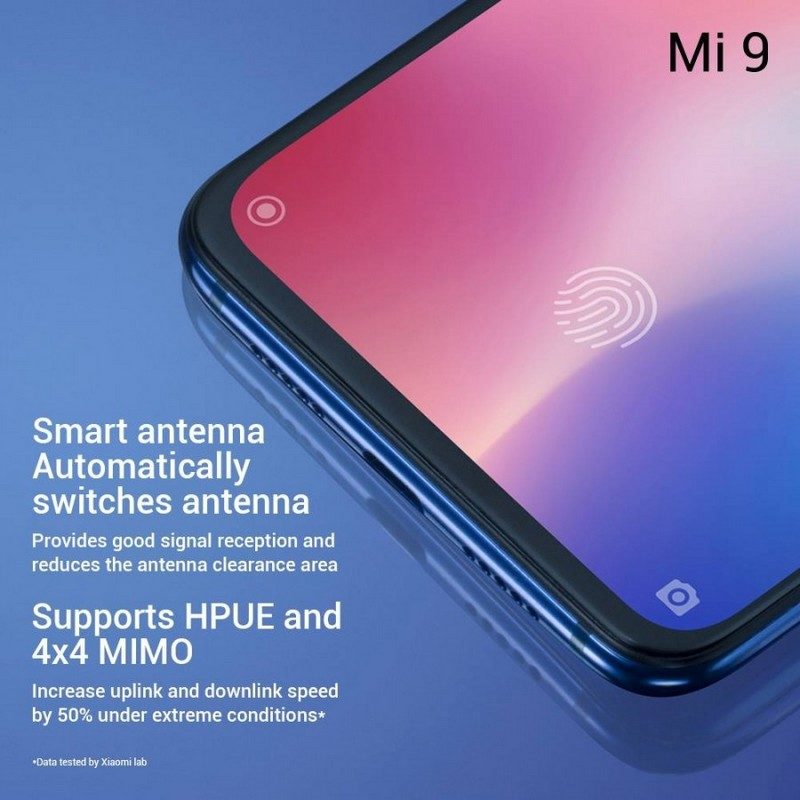 Mi 9
Smart antenna
Automatically
switches antenna
Provides good signal reception and
reduces the antenna clearance area
Supports HPUE and
4x4 MIMO
Increase uplink and downlink speed
by 50% under extreme conditions*
*Data tested by Xiaomi lab